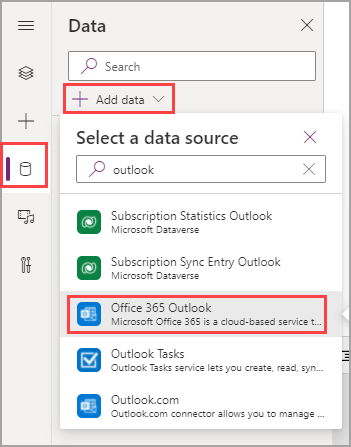 Data
Search
Add data
Select a data source
outlook
Subscription Statistics Outlook
Microsoft Dataverse
Subscription Sync Entry Outlook
Microsoft Dataverse
Office 365 Outlook
Microsoft Office 365 is a cloud-based service t...
Outlook Tasks
Outlook Tasks service lets you create, read, syn...
Outlook.com
Outlook.com connector allows you to manage ...